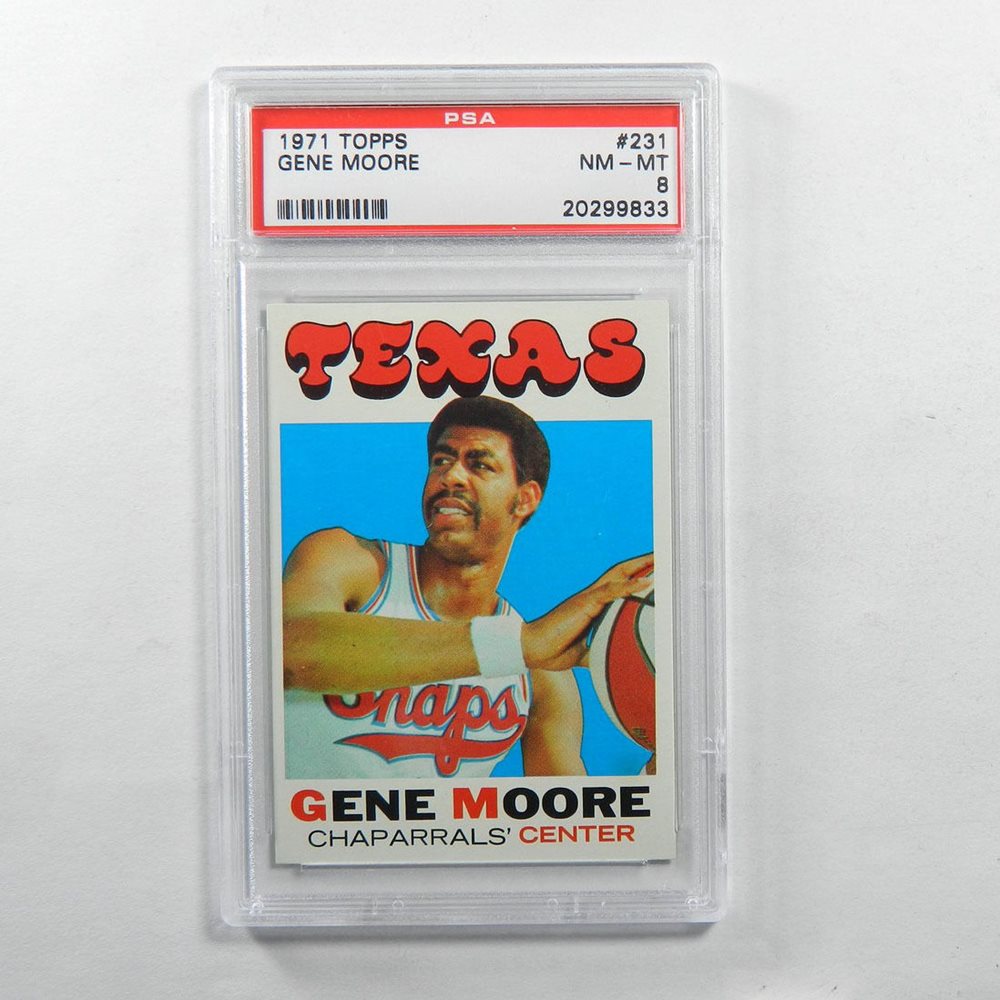 PSA
1971 TOPPS #231
GENE MOORE NM - MT
8
20299833
TEXAS
Chaps
GENE MOORE
CHAPARRALS' CENTER